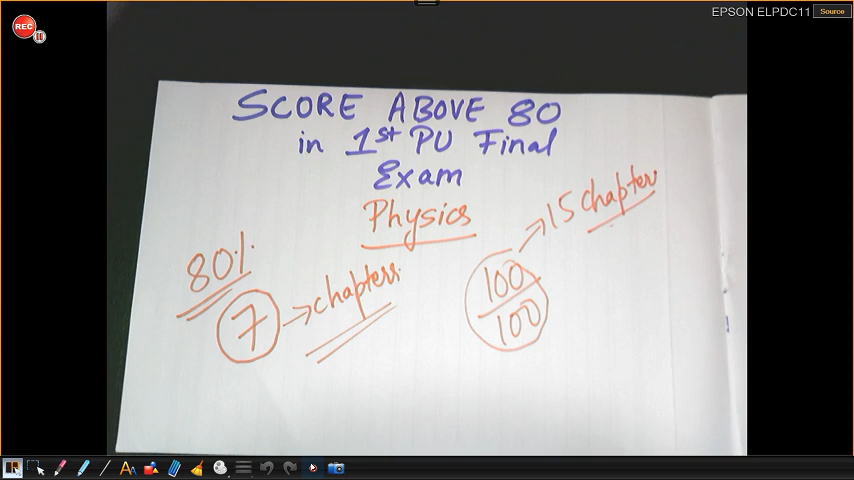 REC
EPSON ELPDC11
Source
SCORE ABOVE 80
in 1st PU Final
Exam
Physics
80%
7 → chapters
100/100 → 15 chapters